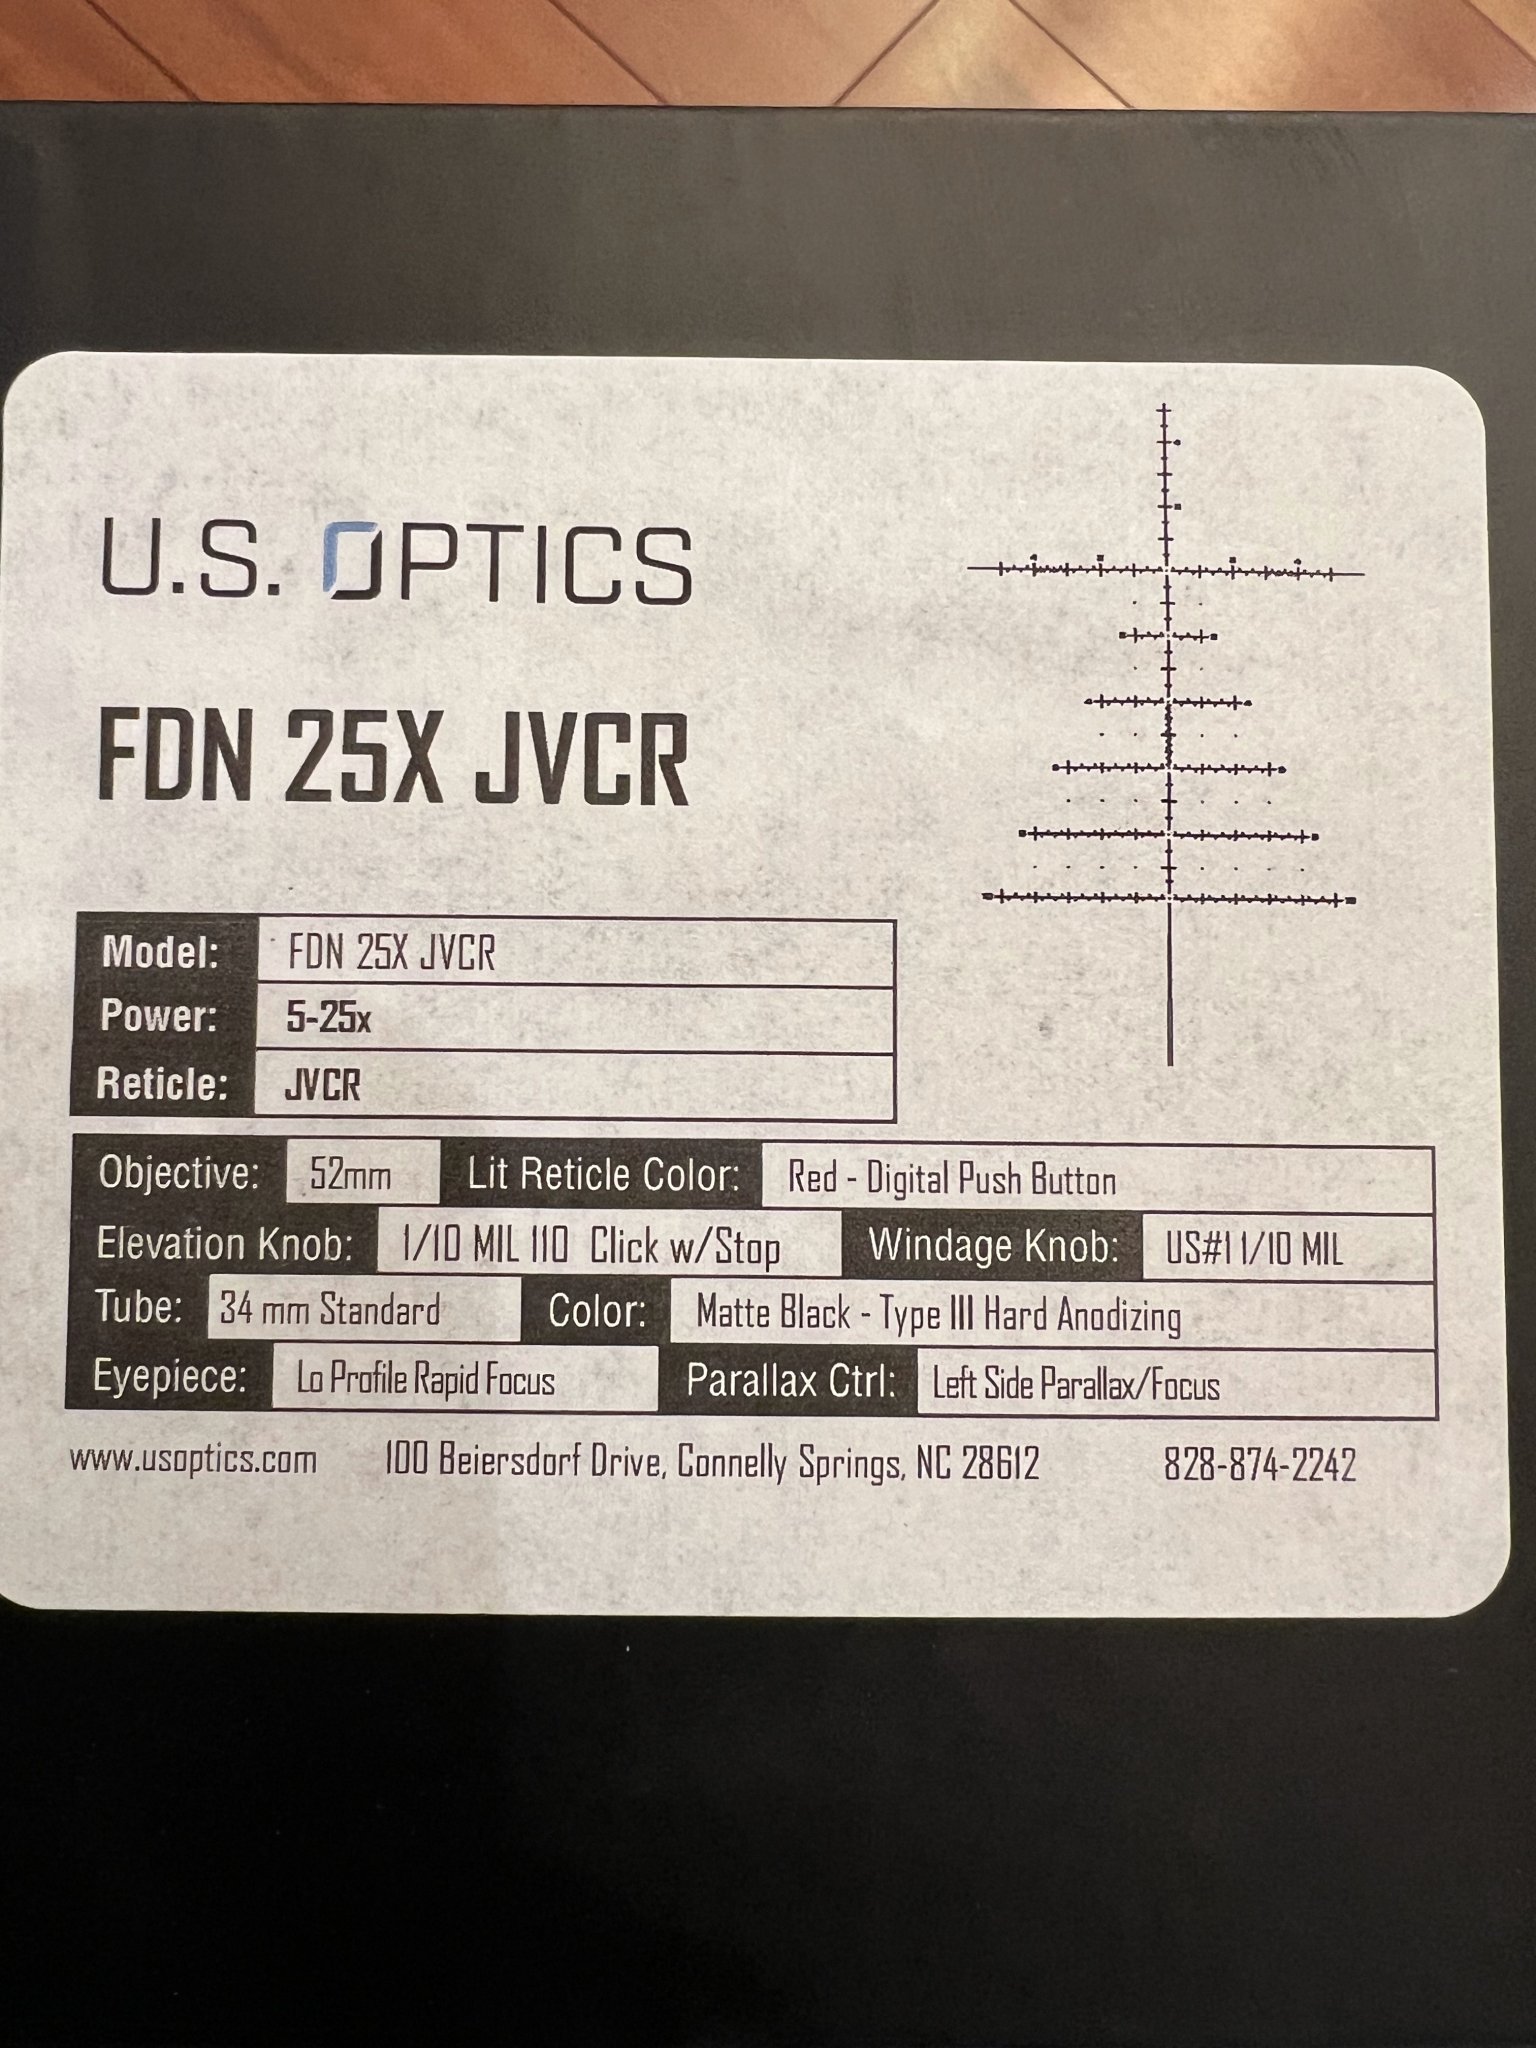 U.S. OPTICS
FDN 25X JVCR
Model: FDN 25X JVCR
Power: 5-25x
Reticle: JVCR
Objective: 52mm Lit Reticle Color: Red - Digital Push Button
Elevation Knob: 1/10 MIL 110 Click w/Stop Windage Knob: US#1 1/10 MIL
Tube: 34 mm Standard Color: Matte Black - Type III Hard Anodizing
Eyepiece: Lo Profile Rapid Focus Parallax Ctrl: Left Side Parallax/Focus
www.usoptics.com 100 Beiersdorf Drive, Connelly Springs, NC 28612 828-874-2242